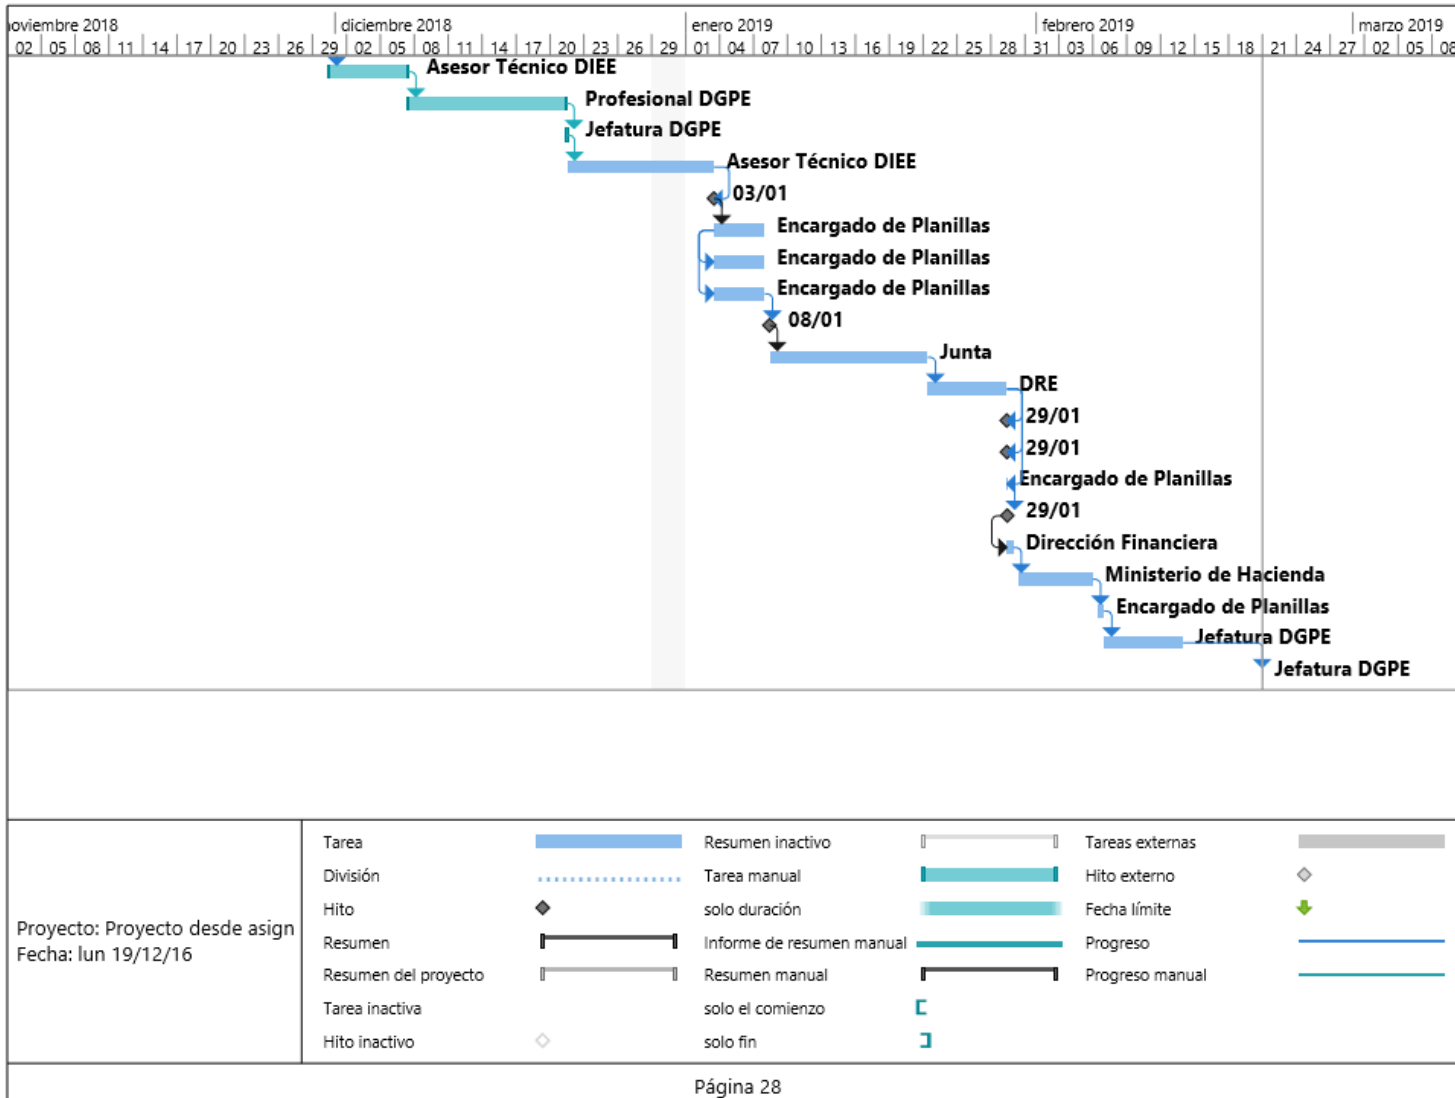 noviembre 2018 diciembre 2018 enero 2019 febrero 2019 marzo 2019
02 05 08 11 14 17 20 23 26 29 02 05 08 11 14 17 20 23 26 29 01 04 07 10 13 16 19 22 25 28 31 03 06 09 12 15 18 21 24 27 02 05 08
Asesor Técnico DIEE
Profesional DGPE
Jefatura DGPE
Asesor Técnico DIEE
03/01
Encargado de Planillas
Encargado de Planillas
Encargado de Planillas
08/01
Junta
DRE
29/01
29/01
Encargado de Planillas
29/01
Dirección Financiera
Ministerio de Hacienda
Encargado de Planillas
Jefatura DGPE
Jefatura DGPE
Proyecto: Proyecto desde asign
Fecha: lun 19/12/16
Tarea
División
Hito
Resumen
Resumen del proyecto
Tarea inactiva
Hito inactivo
Resumen inactivo
Tarea manual
solo duración
Informe de resumen manual
Resumen manual
solo el comienzo
solo fin
Tareas externas
Hito externo
Fecha límite
Progreso
Progreso manual
Página 28